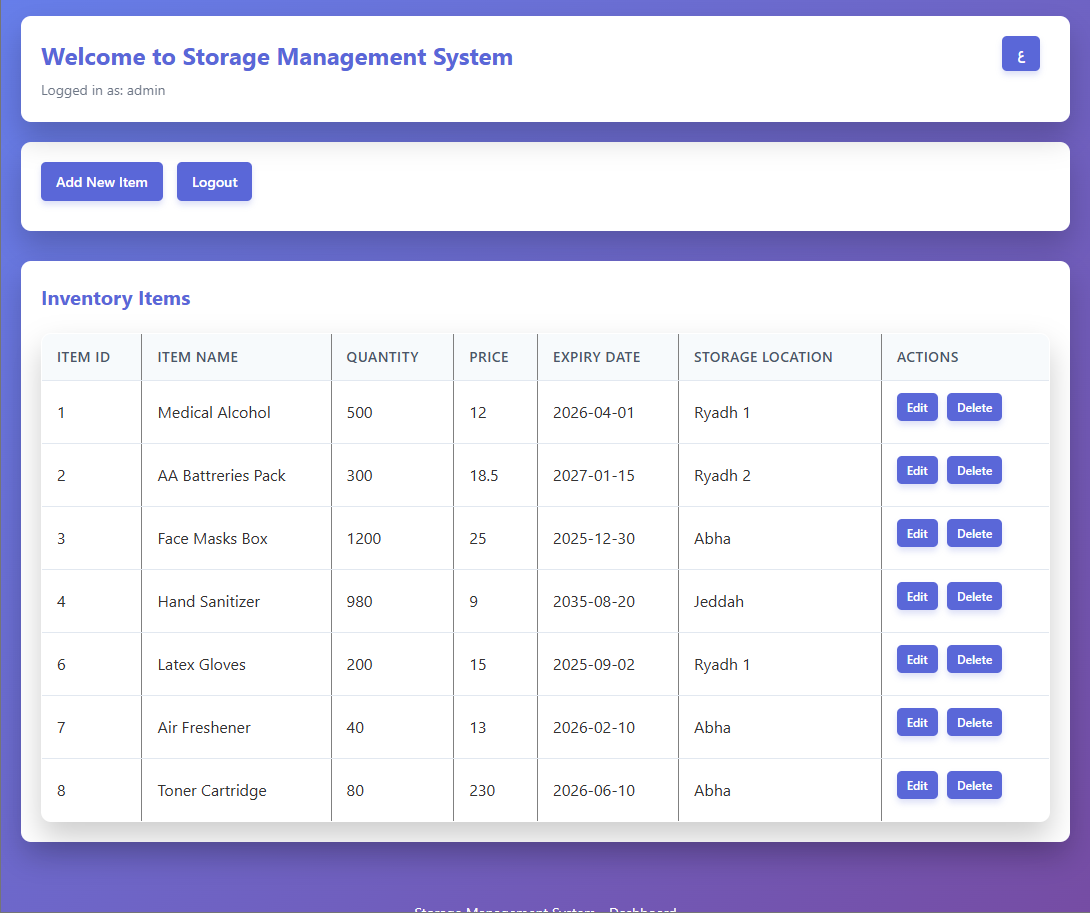 Welcome to Storage Management System
ع
Logged in as: admin
Add New Item Logout
Inventory Items
ITEM ID ITEM NAME QUANTITY PRICE EXPIRY DATE STORAGE LOCATION ACTIONS
1 Medical Alcohol 500 12 2026-04-01 Ryadh 1 Edit Delete
2 AA Battreries Pack 300 18.5 2027-01-15 Ryadh 2 Edit Delete
3 Face Masks Box 1200 25 2025-12-30 Abha Edit Delete
4 Hand Sanitizer 980 9 2035-08-20 Jeddah Edit Delete
6 Latex Gloves 200 15 2025-09-02 Ryadh 1 Edit Delete
7 Air Freshener 40 13 2026-02-10 Abha Edit Delete
8 Toner Cartridge 80 230 2026-06-10 Abha Edit Delete
Storage Management System - Dashboard